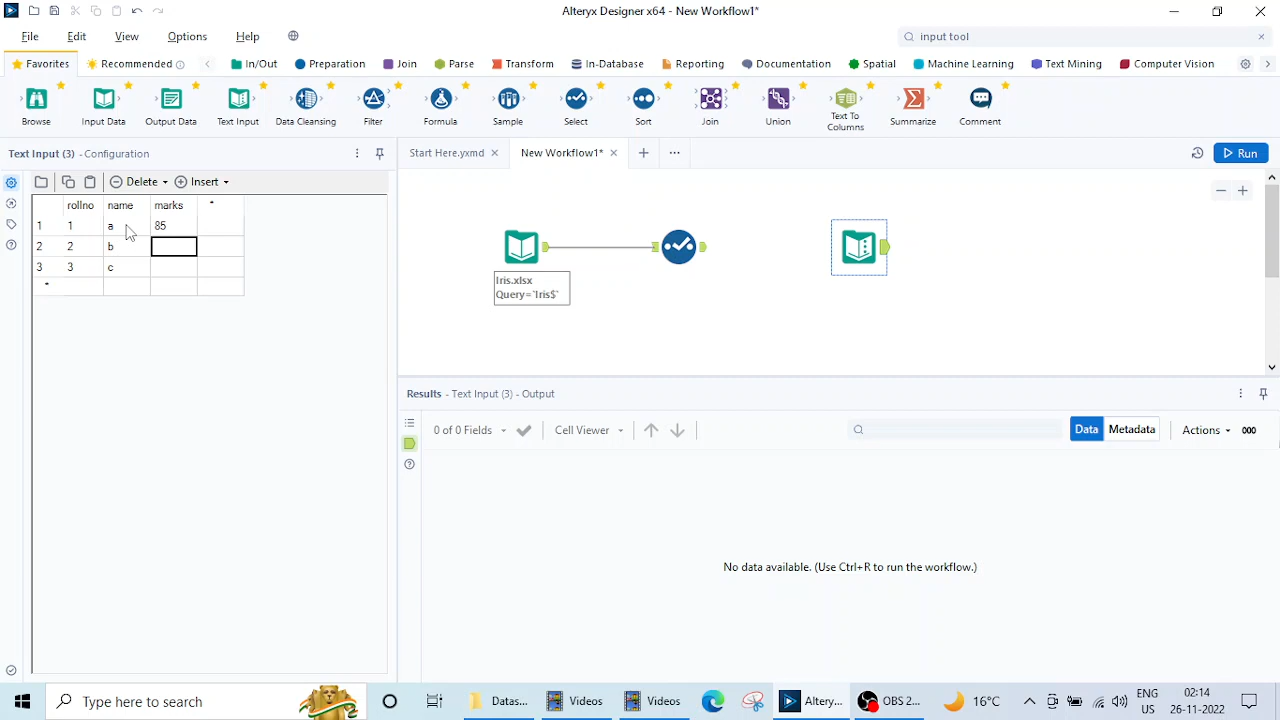 Alteryx Designer x64 - New Workflow1*
File Edit View Options Help
input tool
Favorites Recommended In/Out Preparation Join Parse Transform In-Database Reporting Documentation Spatial Machine Learning Text Mining Computer Vision
Browse Input Data Output Data Text Input Data Cleansing Filter Formula Sample Select Sort Join Union Text To Columns Summarize Comment
Text Input (3) - Configuration
Start Here.yxmd New Workflow1*
Run
Delete Insert
rollno name marks *
1 1 a 85
2 2 b
3 3 c
*
Iris.xlsx
Query=`Iris$`
Results - Text Input (3) - Output
0 of 0 Fields Cell Viewer Data Metadata Actions 000
No data available. (Use Ctrl+R to run the workflow.)
Type here to search
Datas... Videos Videos Altery... OBS 2... 16°C
ENG US
02:14
26-11-2022